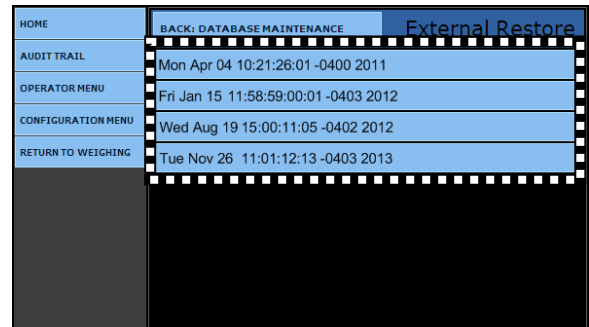 HOME
BACK: DATABASE MAINTENANCE
External Restore
AUDIT TRAIL
Mon Apr 04 10:21:26:01 -0400 2011
OPERATOR MENU
Fri Jan 15 11:58:59:00:01 -0403 2012
CONFIGURATION MENU
Wed Aug 19 15:00:11:05 -0402 2012
RETURN TO WEIGHING
Tue Nov 26 11:01:12:13 -0403 2013